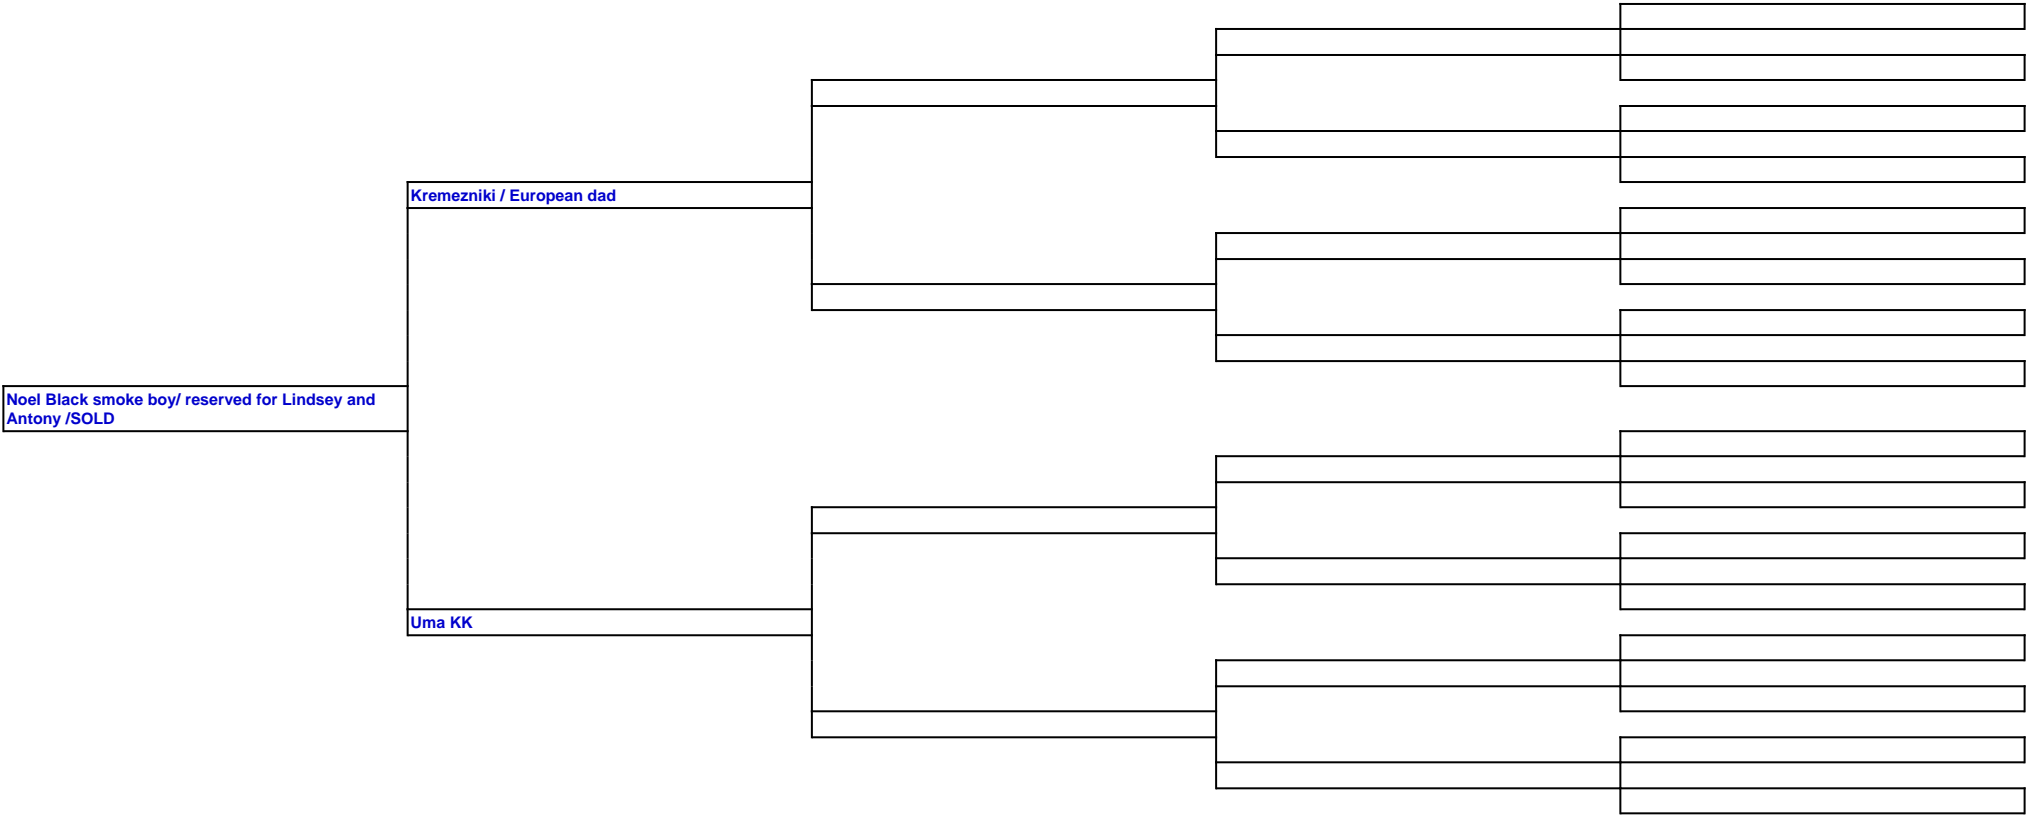 Kremezniki / European dad
Noel Black smoke boy/ reserved for Lindsey and
Antony /SOLD
Uma KK